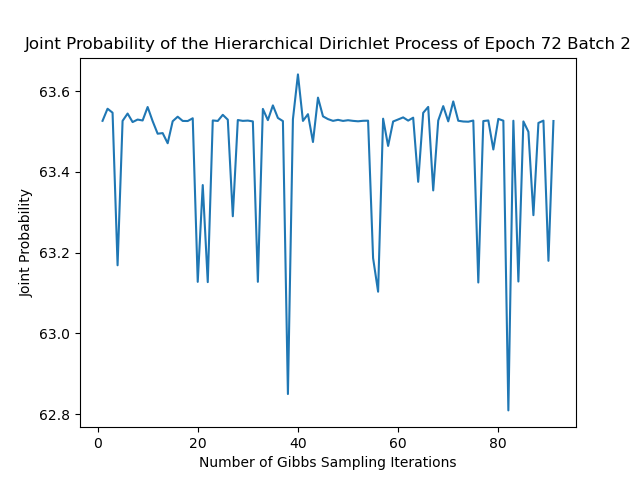 Joint Probability of the Hierarchical Dirichlet Process of Epoch 72 Batch 2
63.6
63.4
63.2
63.0
62.8
Joint Probability
0 20 40 60 80
Number of Gibbs Sampling Iterations